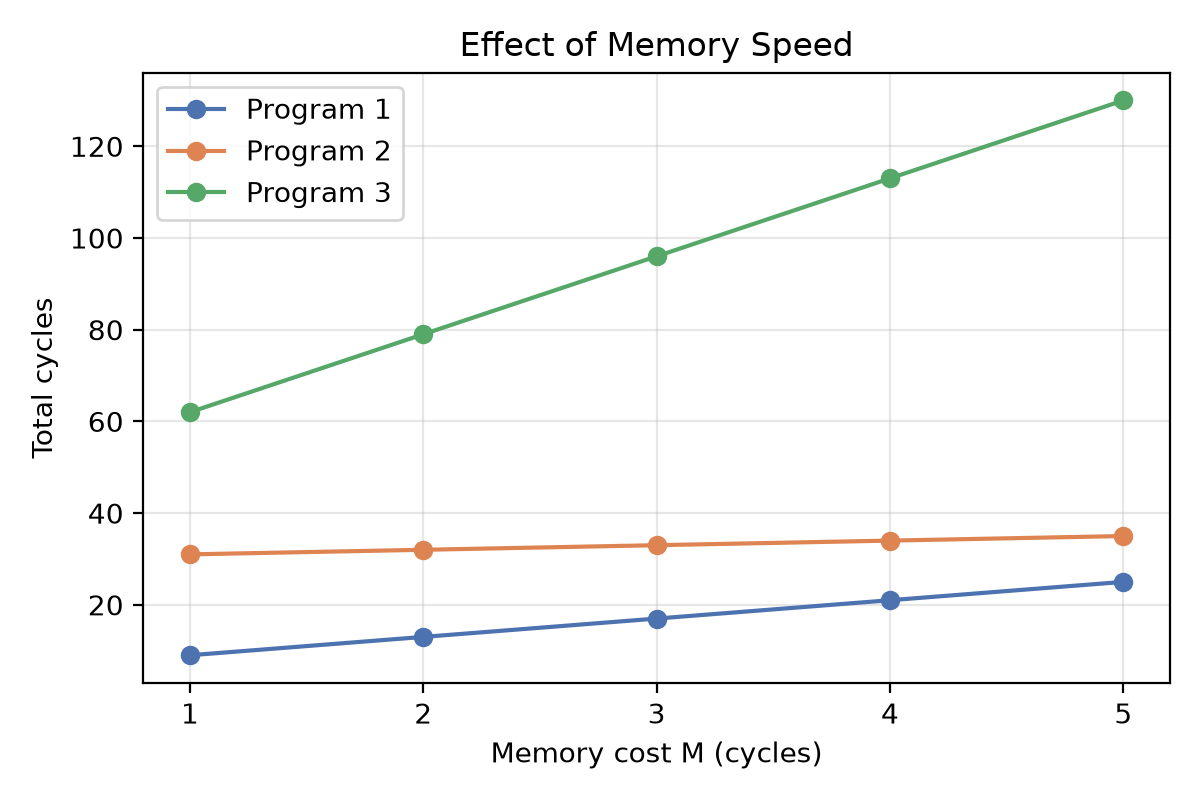 Effect of Memory Speed
Program 1
Program 2
Program 3
120
100
80
60
40
20
Total cycles
1 2 3 4 5
Memory cost M (cycles)